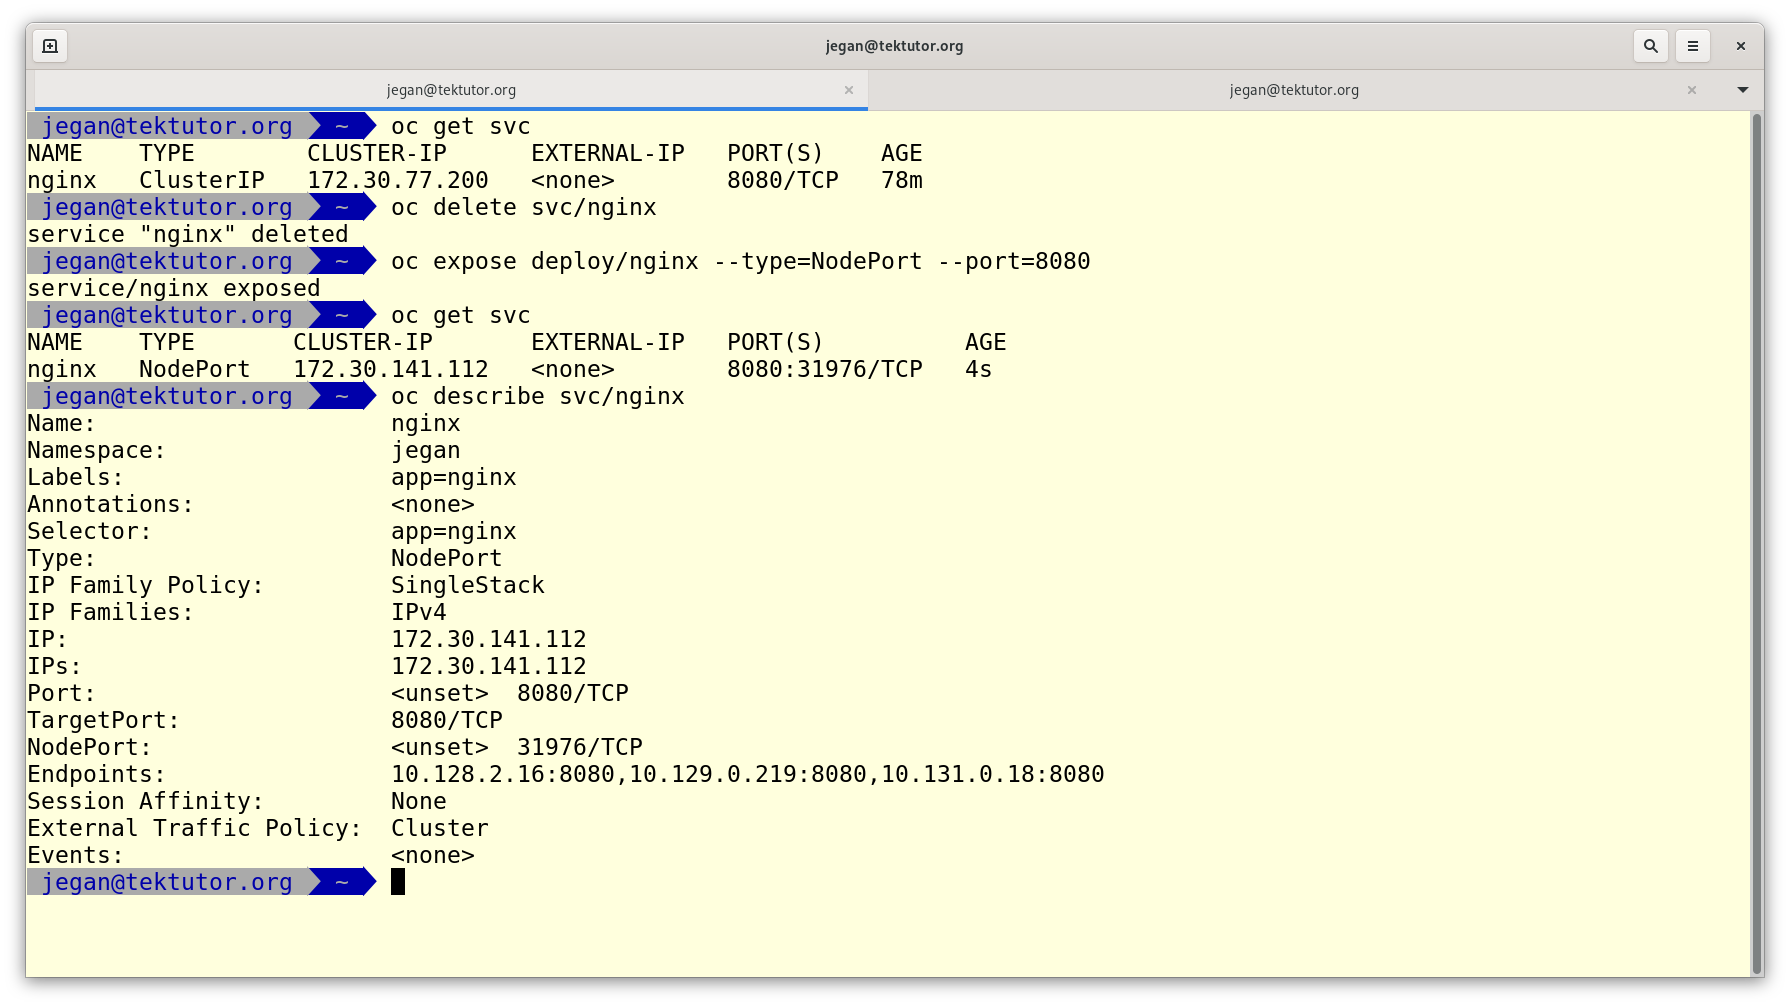 jegan@tektutor.org
jegan@tektutor.org
jegan@tektutor.org
jegan@tektutor.org ~ oc get svc
NAME    TYPE        CLUSTER-IP      EXTERNAL-IP   PORT(S)    AGE
nginx   ClusterIP   172.30.77.200   <none>        8080/TCP   78m
jegan@tektutor.org ~ oc delete svc/nginx
service "nginx" deleted
jegan@tektutor.org ~ oc expose deploy/nginx --type=NodePort --port=8080
service/nginx exposed
jegan@tektutor.org ~ oc get svc
NAME    TYPE       CLUSTER-IP       EXTERNAL-IP   PORT(S)          AGE
nginx   NodePort   172.30.141.112   <none>        8080:31976/TCP   4s
jegan@tektutor.org ~ oc describe svc/nginx
Name:                     nginx
Namespace:                jegan
Labels:                   app=nginx
Annotations:              <none>
Selector:                 app=nginx
Type:                     NodePort
IP Family Policy:         SingleStack
IP Families:              IPv4
IP:                       172.30.141.112
IPs:                      172.30.141.112
Port:                     <unset>  8080/TCP
TargetPort:               8080/TCP
NodePort:                 <unset>  31976/TCP
Endpoints:                10.128.2.16:8080,10.129.0.219:8080,10.131.0.18:8080
Session Affinity:         None
External Traffic Policy:  Cluster
Events:                   <none>
jegan@tektutor.org ~